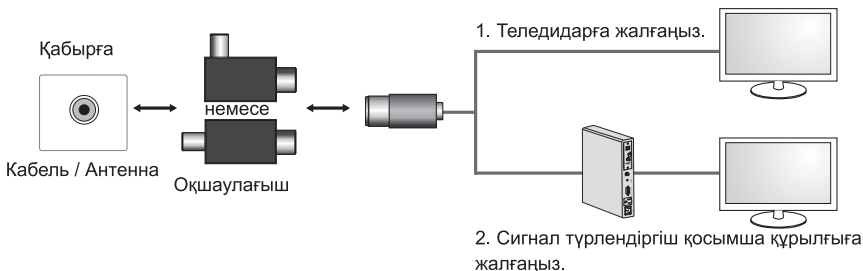 1. Теледидарға жалғаңыз.
Қабырға
немесе
Кабель / Антенна
Оқшаулағыш
2. Сигнал түрлендіргіш қосымша құрылғыға
жалғаңыз.